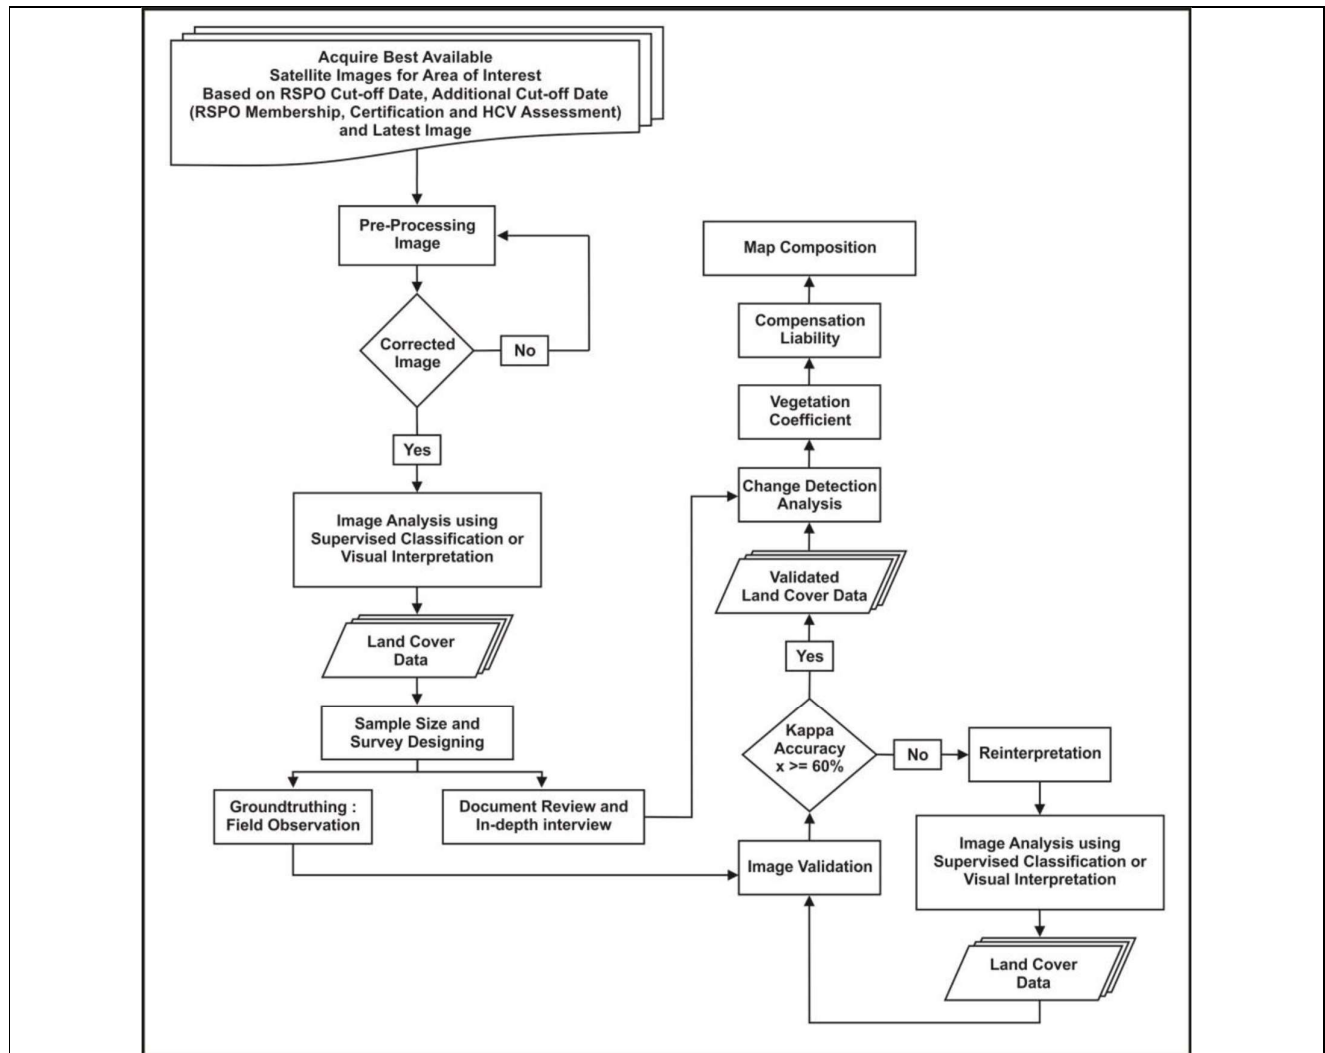 Acquire Best Available
Satellite Images for Area of Interest
Based on RSPO Cut-off Date, Additional Cut-off Date
(RSPO Membership, Certification and HCV Assessment)
and Latest Image
Pre-Processing
Image
Corrected
Image
No
Yes
Image Analysis using
Supervised Classification or
Visual Interpretation
Land Cover
Data
Sample Size and
Survey Designing
Groundtruthing :
Field Observation
Document Review and
In-depth interview
Map Composition
Compensation
Liability
Vegetation
Coefficient
Change Detection
Analysis
Validated
Land Cover Data
Yes
Kappa
Accuracy
x >= 60%
No
Reinterpretation
Image Validation
Image Analysis using
Supervised Classification or
Visual Interpretation
Land Cover
Data